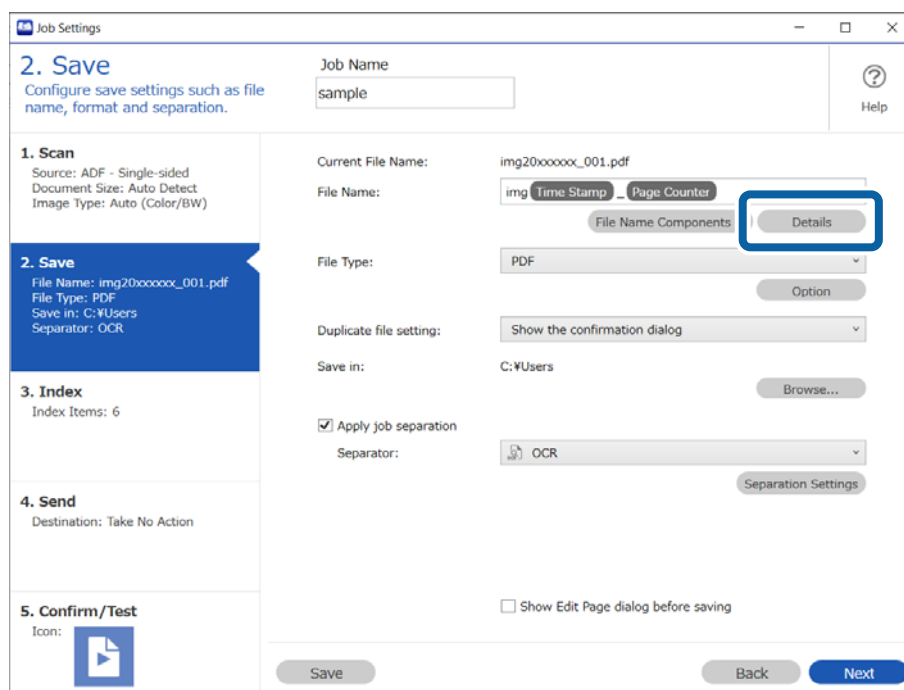 Job Settings
2. Save
Configure save settings such as file
name, format and separation.
Job Name
sample
Help
1. Scan
Source: ADF - Single-sided
Document Size: Auto Detect
Image Type: Auto (Color/BW)
2. Save
File Name: img20xxxxxx_001.pdf
File Type: PDF
Save in: C:¥Users
Separator: OCR
3. Index
Index Items: 6
4. Send
Destination: Take No Action
5. Confirm/Test
Icon:
Current File Name: img20xxxxxx_001.pdf
File Name: img Time Stamp _ Page Counter
File Name Components Details
File Type: PDF
Option
Duplicate file setting: Show the confirmation dialog
Save in: C:¥Users
Browse...
Apply job separation
Separator: OCR
Separation Settings
Show Edit Page dialog before saving
Save Back Next